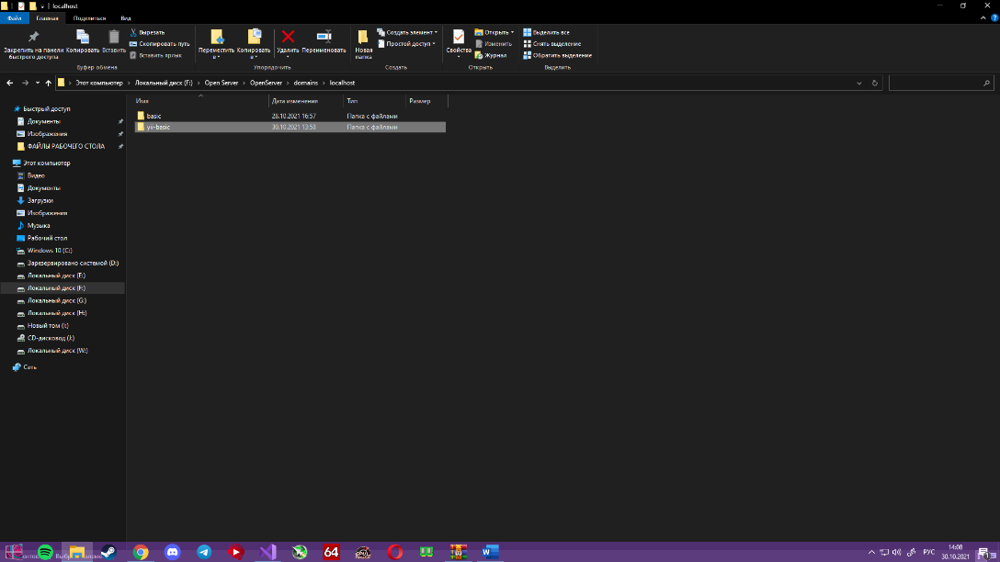 localhost
Файл Главная Поделиться Вид
Закрепить на панели быстрого доступа
Копировать
Вставить
Вырезать
Скопировать путь
Вставить ярлык
Буфер обмена
Переместить в
Копировать в
Удалить
Переименовать
Упорядочить
Новая папка
Создать элемент
Простой доступ
Создать
Свойства
Открыть
Изменить
Журнал
Открыть
Выделить все
Снять выделение
Обратить выделение
Выделить
Этот компьютер > Локальный диск (F:) > Open Server > OpenServer > domains > localhost
Имя Дата изменения Тип Размер
basic 28.10.2021 16:57 Папка с файлами
yii-basic 30.10.2021 13:53 Папка с файлами
Быстрый доступ
Документы
Изображения
ФАЙЛЫ РАБОЧЕГО СТОЛА
Этот компьютер
Видео
Документы
Загрузки
Изображения
Музыка
Рабочий стол
Windows 10 (C:)
Зарезервировано системой (D:)
Локальный диск (E:)
Локальный диск (F:)
Локальный диск (G:)
Локальный диск (H:)
Новый том (I:)
CD-дисковод (J:)
Локальный диск (W:)
Сеть
64
РУС
14:08
30.10.2021